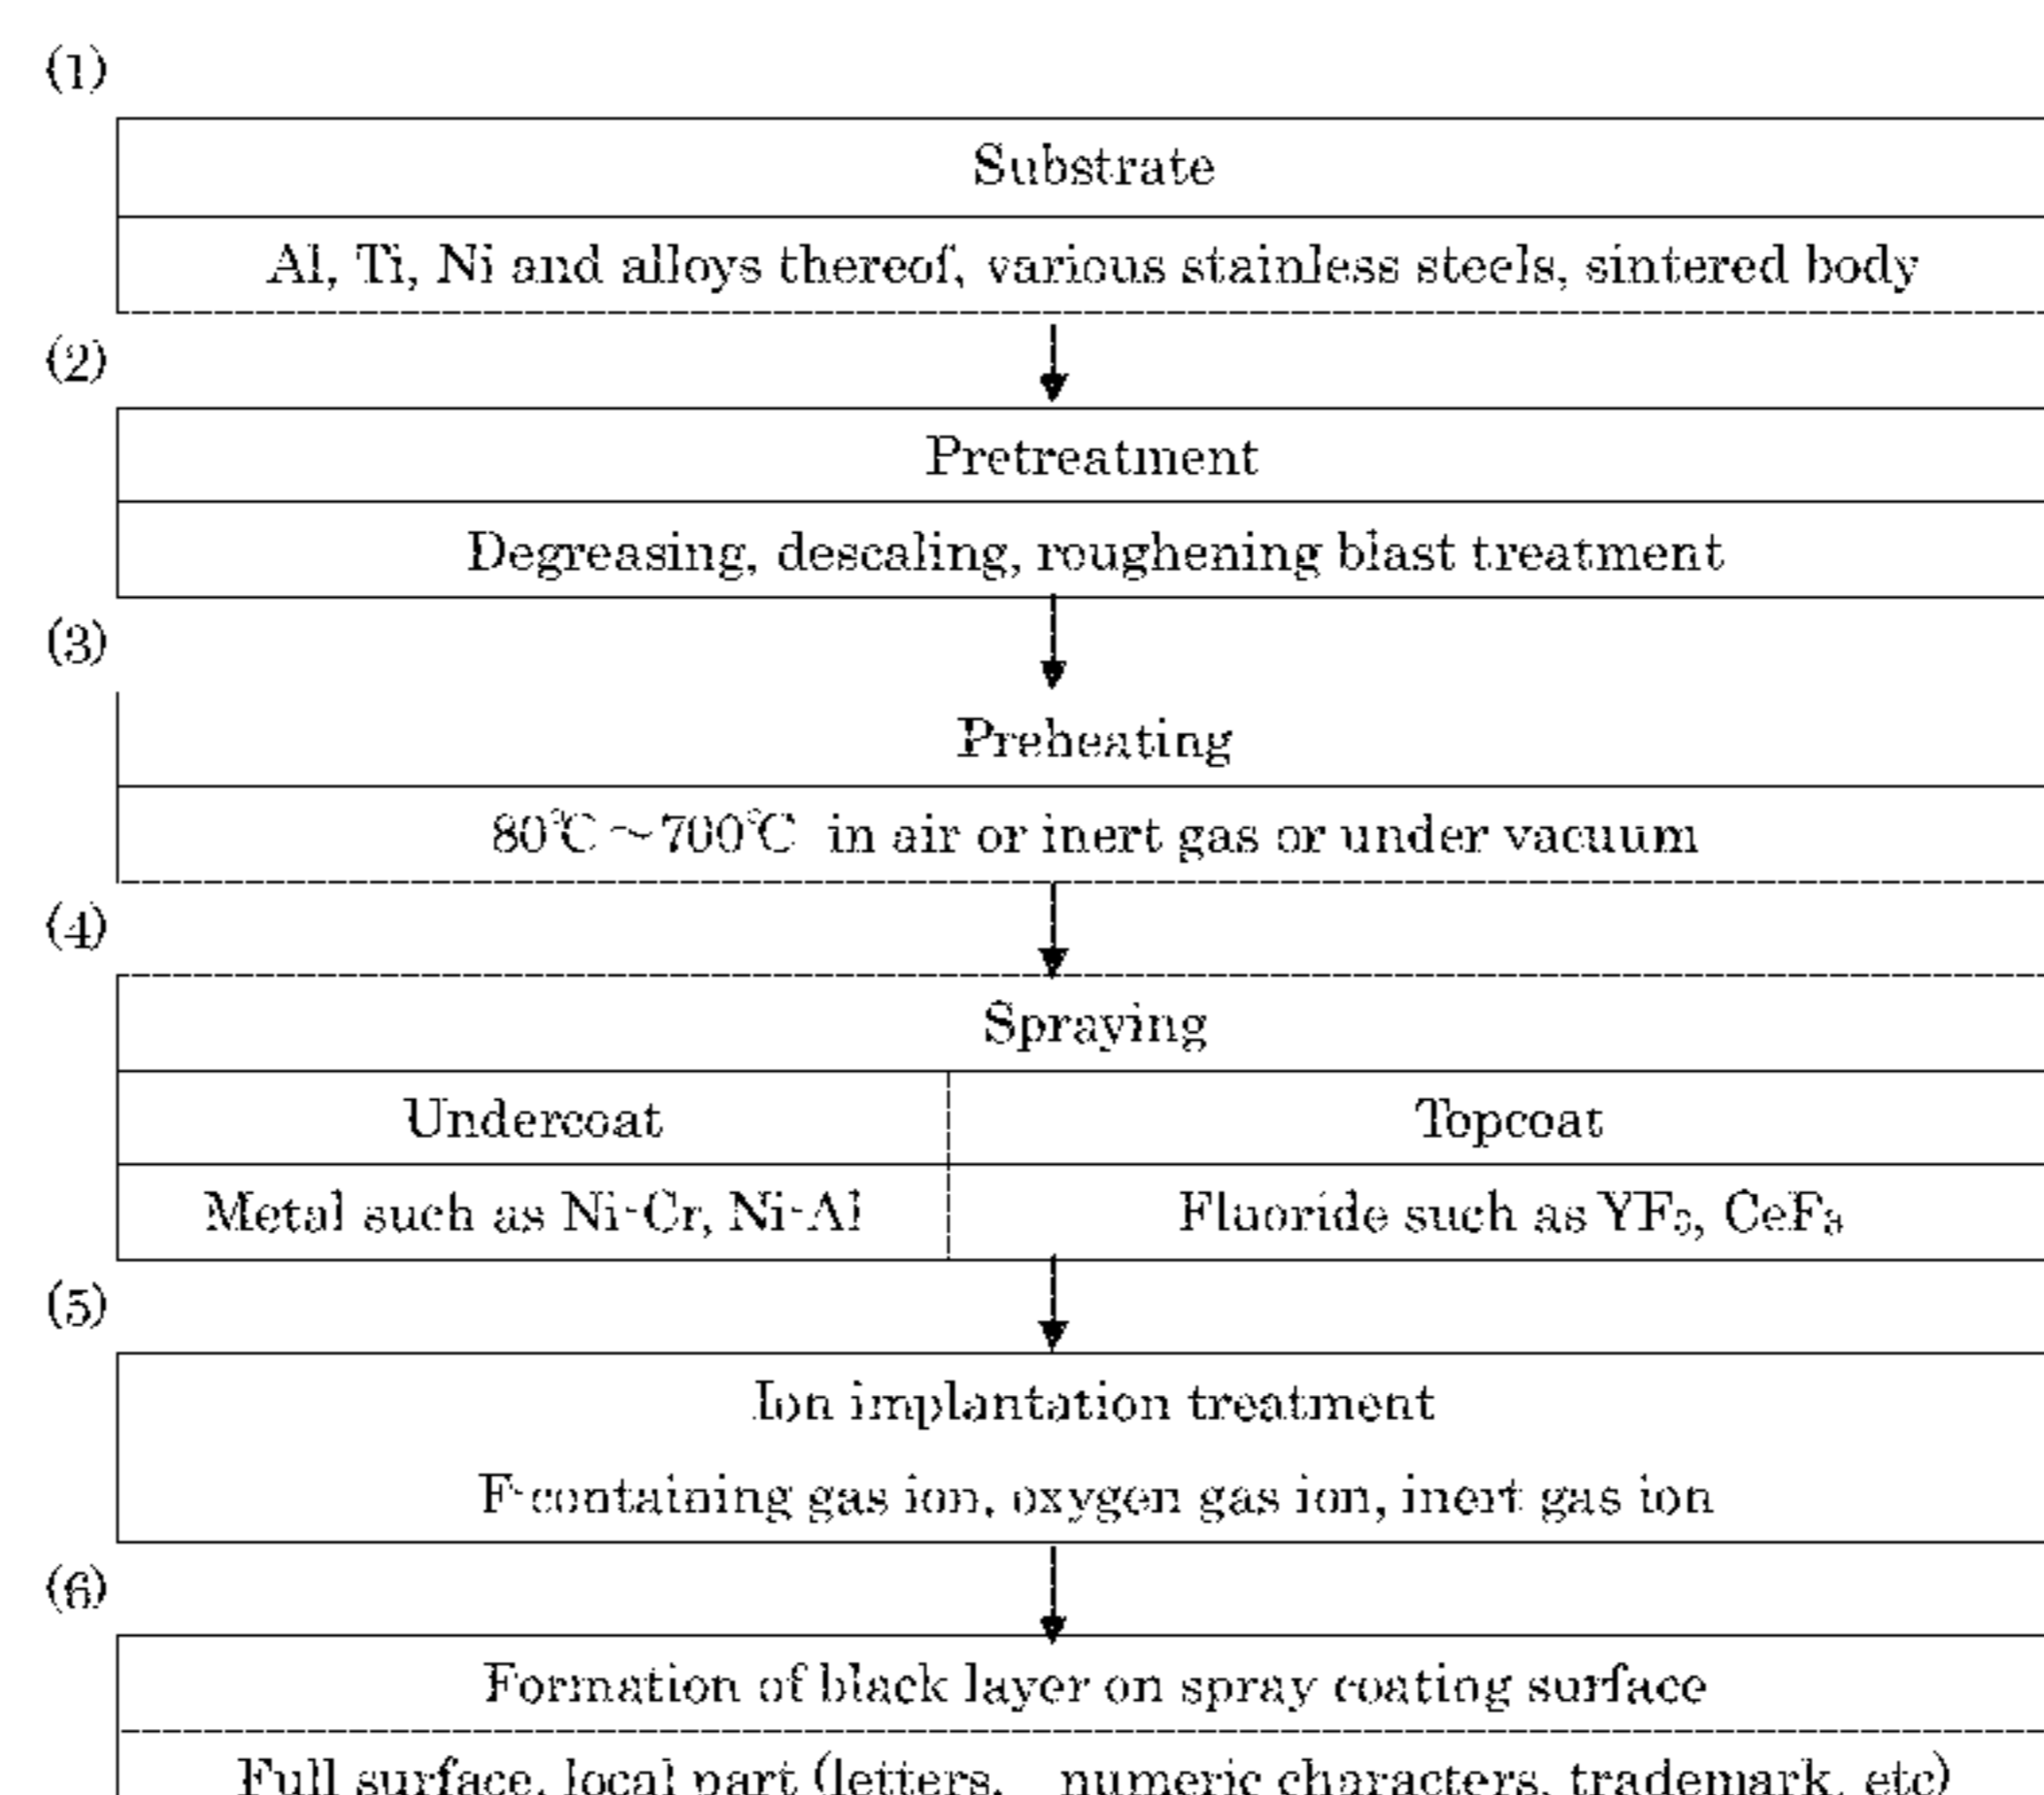 (1)
Substrate
Al, Ti, Ni and alloys thereof, various stainless steels, sintered body
(2)
Pretreatment
Degreasing, descaling, roughening blast treatment
(3)
Preheating
80℃～700℃ in air or inert gas or under vacuum
(4)
Spraying
Undercoat Topcoat
Metal such as Ni-Cr, Ni-Al Fluoride such as YF₃, CeF₃
(5)
Ion implantation treatment
F-containing gas ion, oxygen gas ion, inert gas ion
(6)
Formation of black layer on spray coating surface
Full surface, local part (letters, numeric characters, trademark, etc)